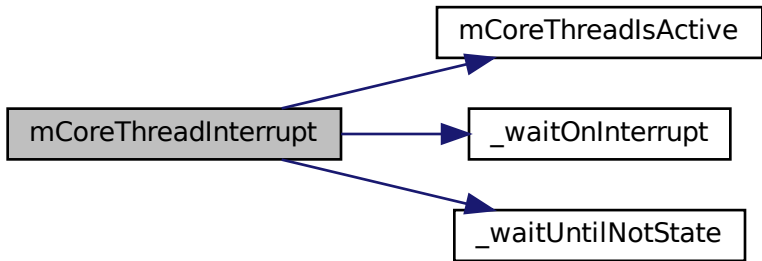 mCoreThreadIsActive
mCoreThreadInterrupt
_waitOnInterrupt
_waitUntilNotState